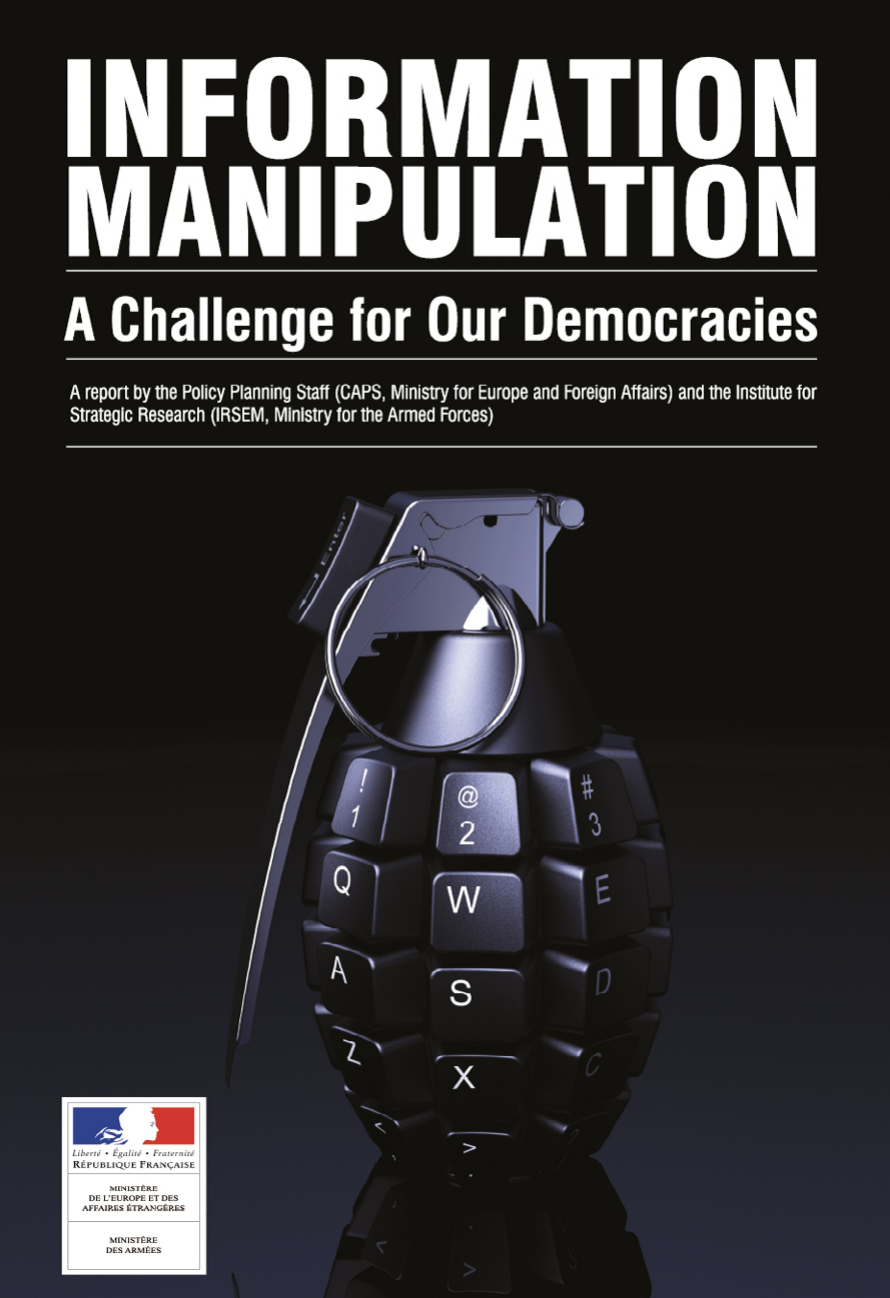 INFORMATION
MANIPULATION
A Challenge for Our Democracies
A report by the Policy Planning Staff (CAPS, Ministry for Europe and Foreign Affairs) and the Institute for
Strategic Research (IRSEM, Ministry for the Armed Forces)
Enter
! @ #
1 2 3
Q W E
A S D
Z X C
< >
Liberté • Égalité • Fraternité
RÉPUBLIQUE FRANÇAISE
MINISTÈRE
DE L'EUROPE ET DES
AFFAIRES ÉTRANGÈRES
MINISTÈRE
DES ARMÉES